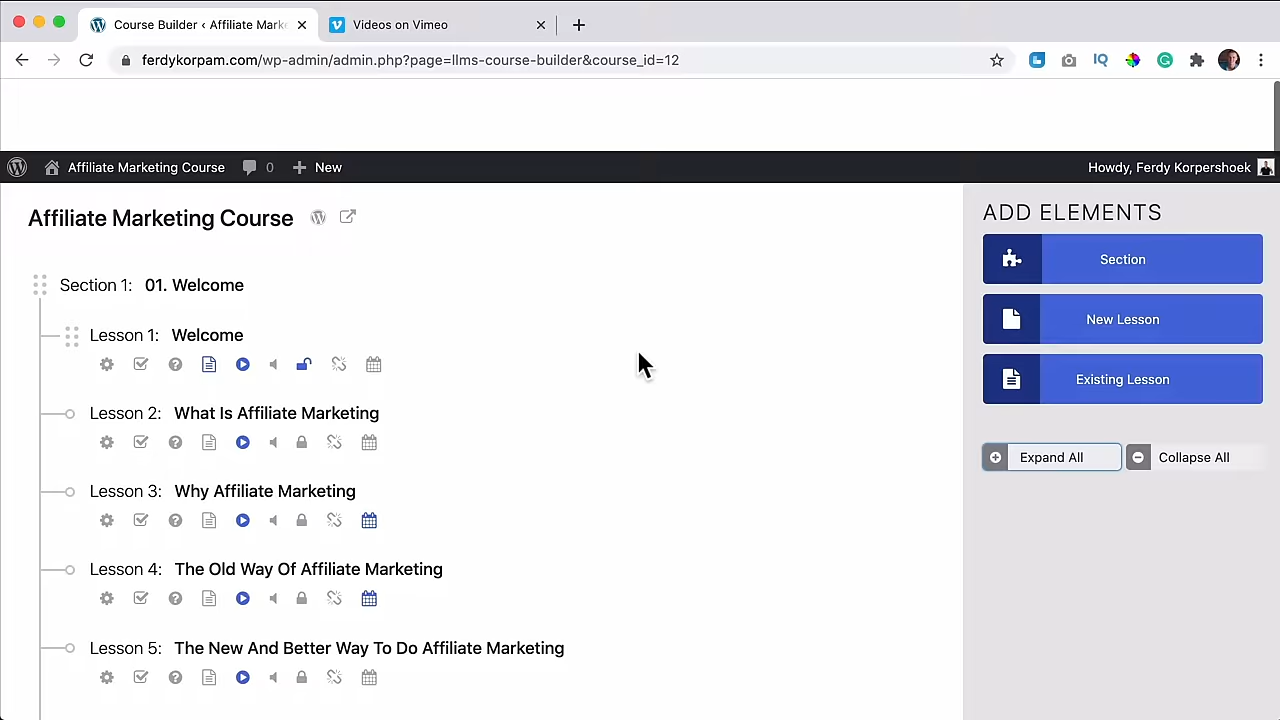 Course Builder ‹ Affiliate Marke
Videos on Vimeo
ferdykorpam.com/wp-admin/admin.php?page=llms-course-builder&course_id=12
IQ
Affiliate Marketing Course 0 New
Howdy, Ferdy Korpershoek
Affiliate Marketing Course
Section 1: 01. Welcome
Lesson 1: Welcome
Lesson 2: What Is Affiliate Marketing
Lesson 3: Why Affiliate Marketing
Lesson 4: The Old Way Of Affiliate Marketing
Lesson 5: The New And Better Way To Do Affiliate Marketing
ADD ELEMENTS
Section
New Lesson
Existing Lesson
Expand All
Collapse All